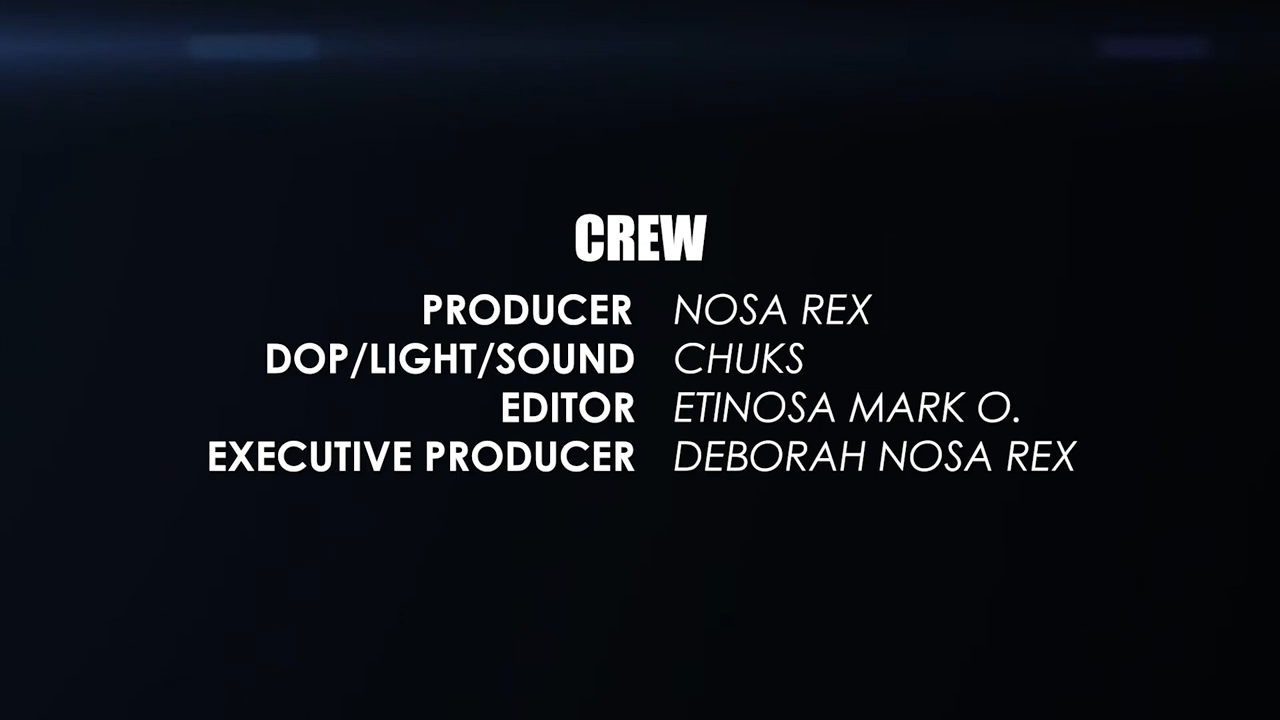 CREW
PRODUCER NOSA REX
DOP/LIGHT/SOUND CHUKS
EDITOR ETINOSA MARK O.
EXECUTIVE PRODUCER DEBORAH NOSA REX